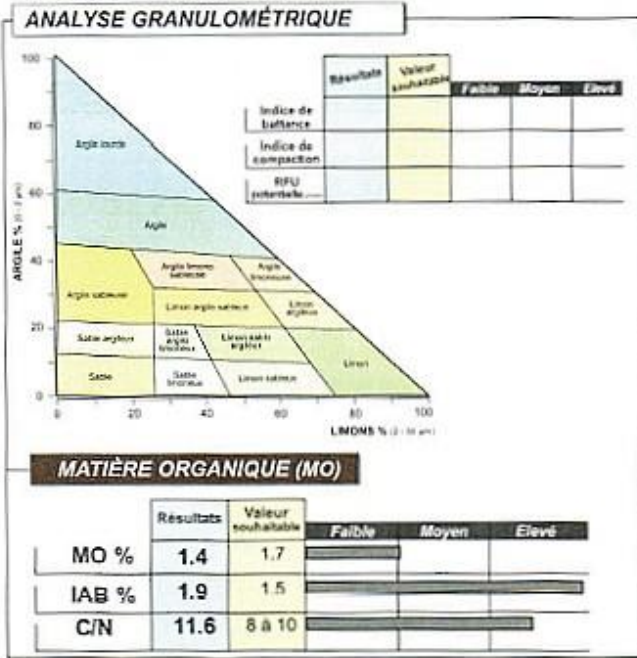 ANALYSE GRANULOMÉTRIQUE
Résultats Valeur souhaitable Faible Moyen Elevé
Indice de battance
Indice de compaction
RFU potentielle
100
80
60
40
20
0
ARGILE %
Argile lourde
Argile
Argile limono sableuse
Argile limoneuse
Argile sableuse
Limon argilo sableux
Limon argileux
Sable argileux
Sable argilo limoneux
Limon sablo argileux
Limon
Sable
Sable limoneux
Limon sableux
0 20 40 60 80 100
LIMONS %
MATIÈRE ORGANIQUE (MO)
Résultats Valeur souhaitable Faible Moyen Elevé
MO % 1.4 1.7
IAB % 1.9 1.5
C/N 11.6 8 à 10